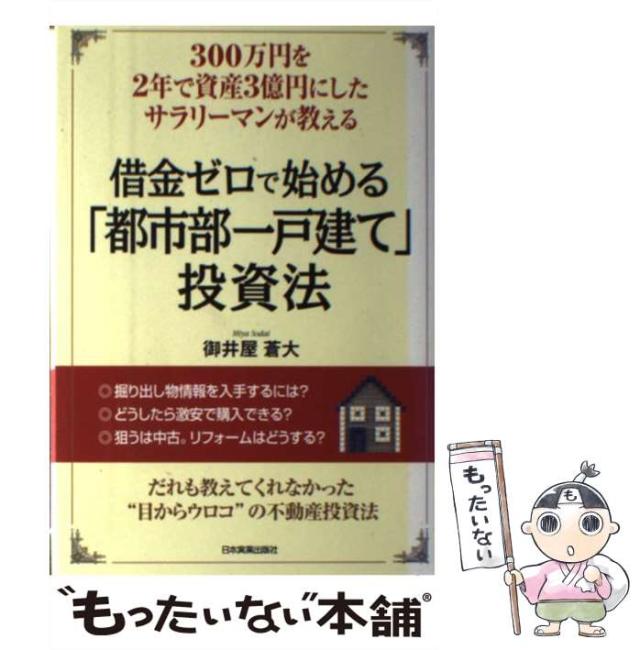 300万円を
2年で資産3億円にした
サラリーマンが教える
借金ゼロで始める
「都市部一戸建て」
投資法
Miya Soudai
御井屋 蒼大
◎掘り出し物情報を入手するには？
◎どうしたら激安で購入できる？
◎狙うは中古。リフォームはどうする？
だれも教えてくれなかった
“目からウロコ”の不動産投資法
日本実業出版社
“もったいない”本舗®
もったいない
も